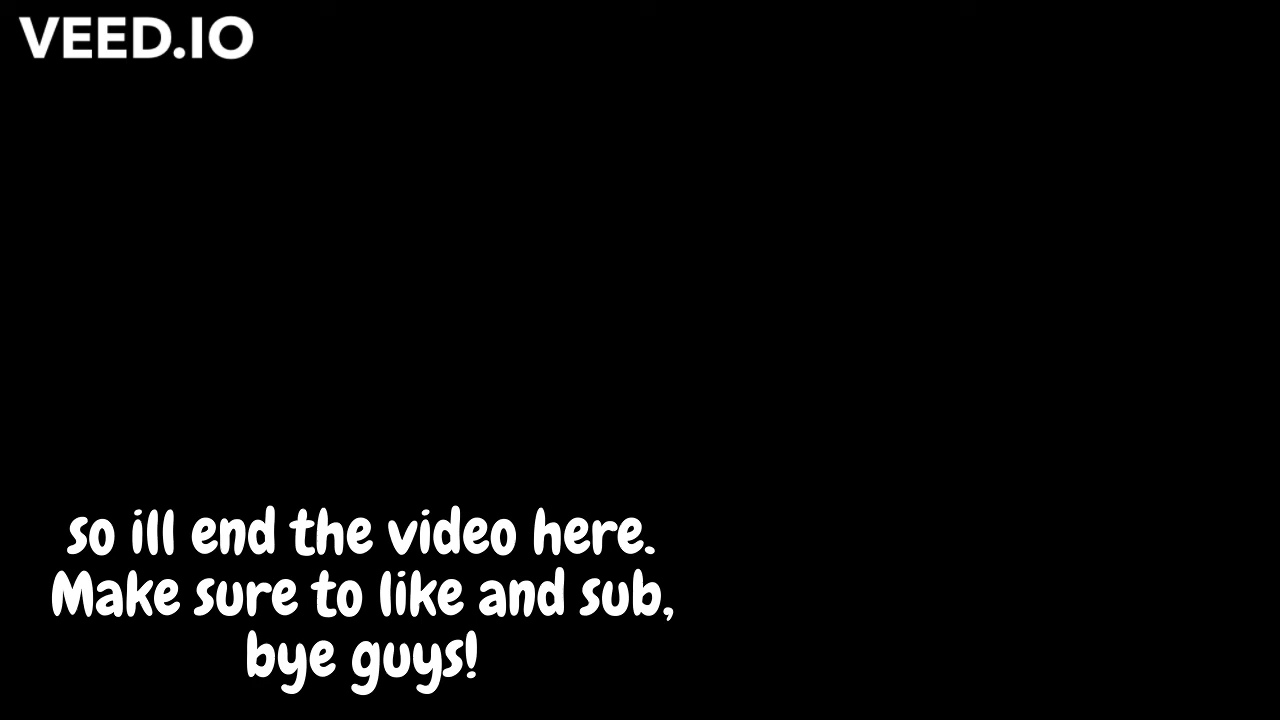 VEED.IO
so ill end the video here.
Make sure to like and sub,
bye guys!